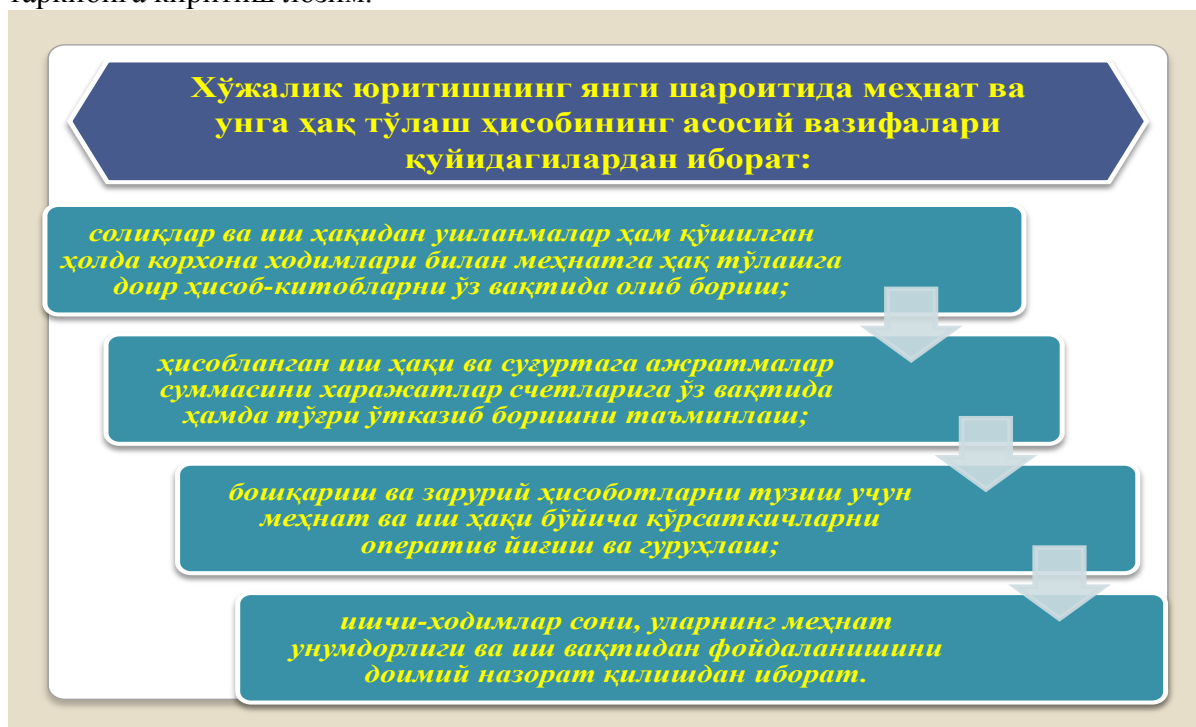 таркибига киритиш лозим.
Хўжалик юритишнинг янги шароитида меҳнат ва
унга ҳақ тўлаш ҳисобининг асосий вазифалари
қуйидагилардан иборат:
солиқлар ва иш ҳақидан ушланмалар ҳам қўшилган
ҳолда корхона ходимлари билан меҳнатга ҳақ тўлашга
доир ҳисоб-китобларни ўз вақтида олиб бориш;
ҳисобланган иш ҳақи ва суғуртага ажратмалар
суммасини харажатлар счетларига ўз вақтида
ҳамда тўғри ўтказиб боришни таъминлаш;
бошқариш ва зарурий ҳисоботларни тузиш учун
меҳнат ва иш ҳақи бўйича кўрсаткичларни
оператив йиғиш ва гуруҳлаш;
ишчи-ходимлар сони, уларнинг меҳнат
унумдорлиги ва иш вақтидан фойдаланишини
доимий назорат қилишдан иборат.